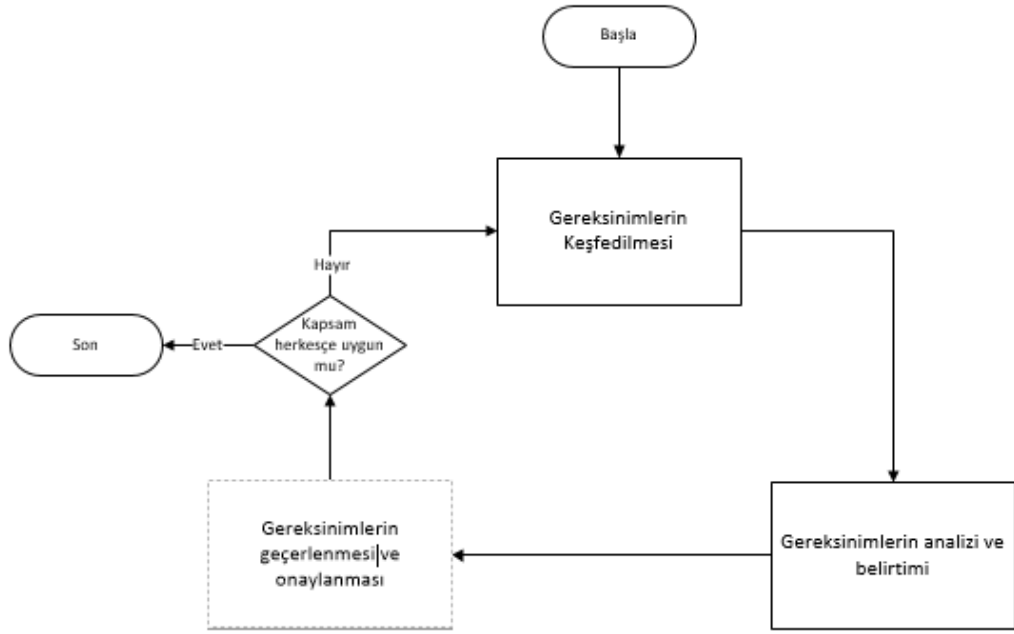 Başla
Gereksinimlerin
Keşfedilmesi
Hayır
Kapsam
herkesçe uygun
mu?
Evet
Son
Gereksinimlerin analizi ve
belirtimi
Gereksinimlerin
geçerlenmesi ve
onaylanması